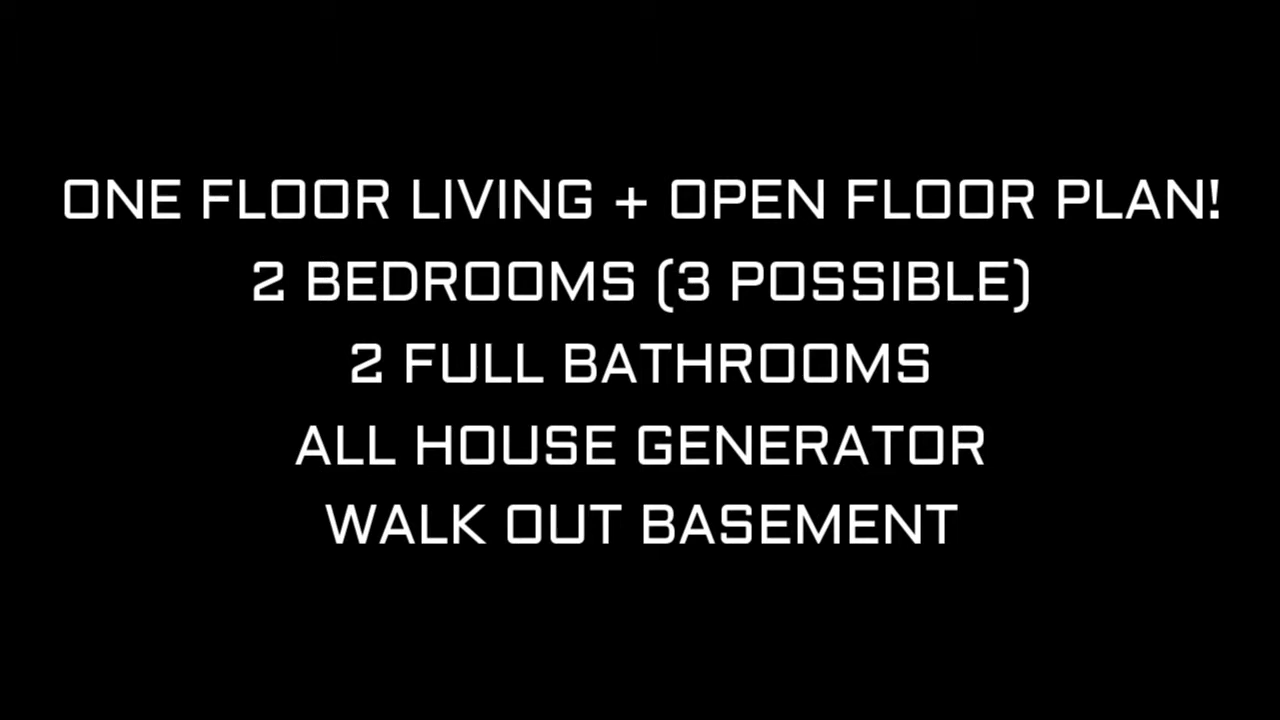 ONE FLOOR LIVING + OPEN FLOOR PLAN!
2 BEDROOMS (3 POSSIBLE)
2 FULL BATHROOMS
ALL HOUSE GENERATOR
WALK OUT BASEMENT